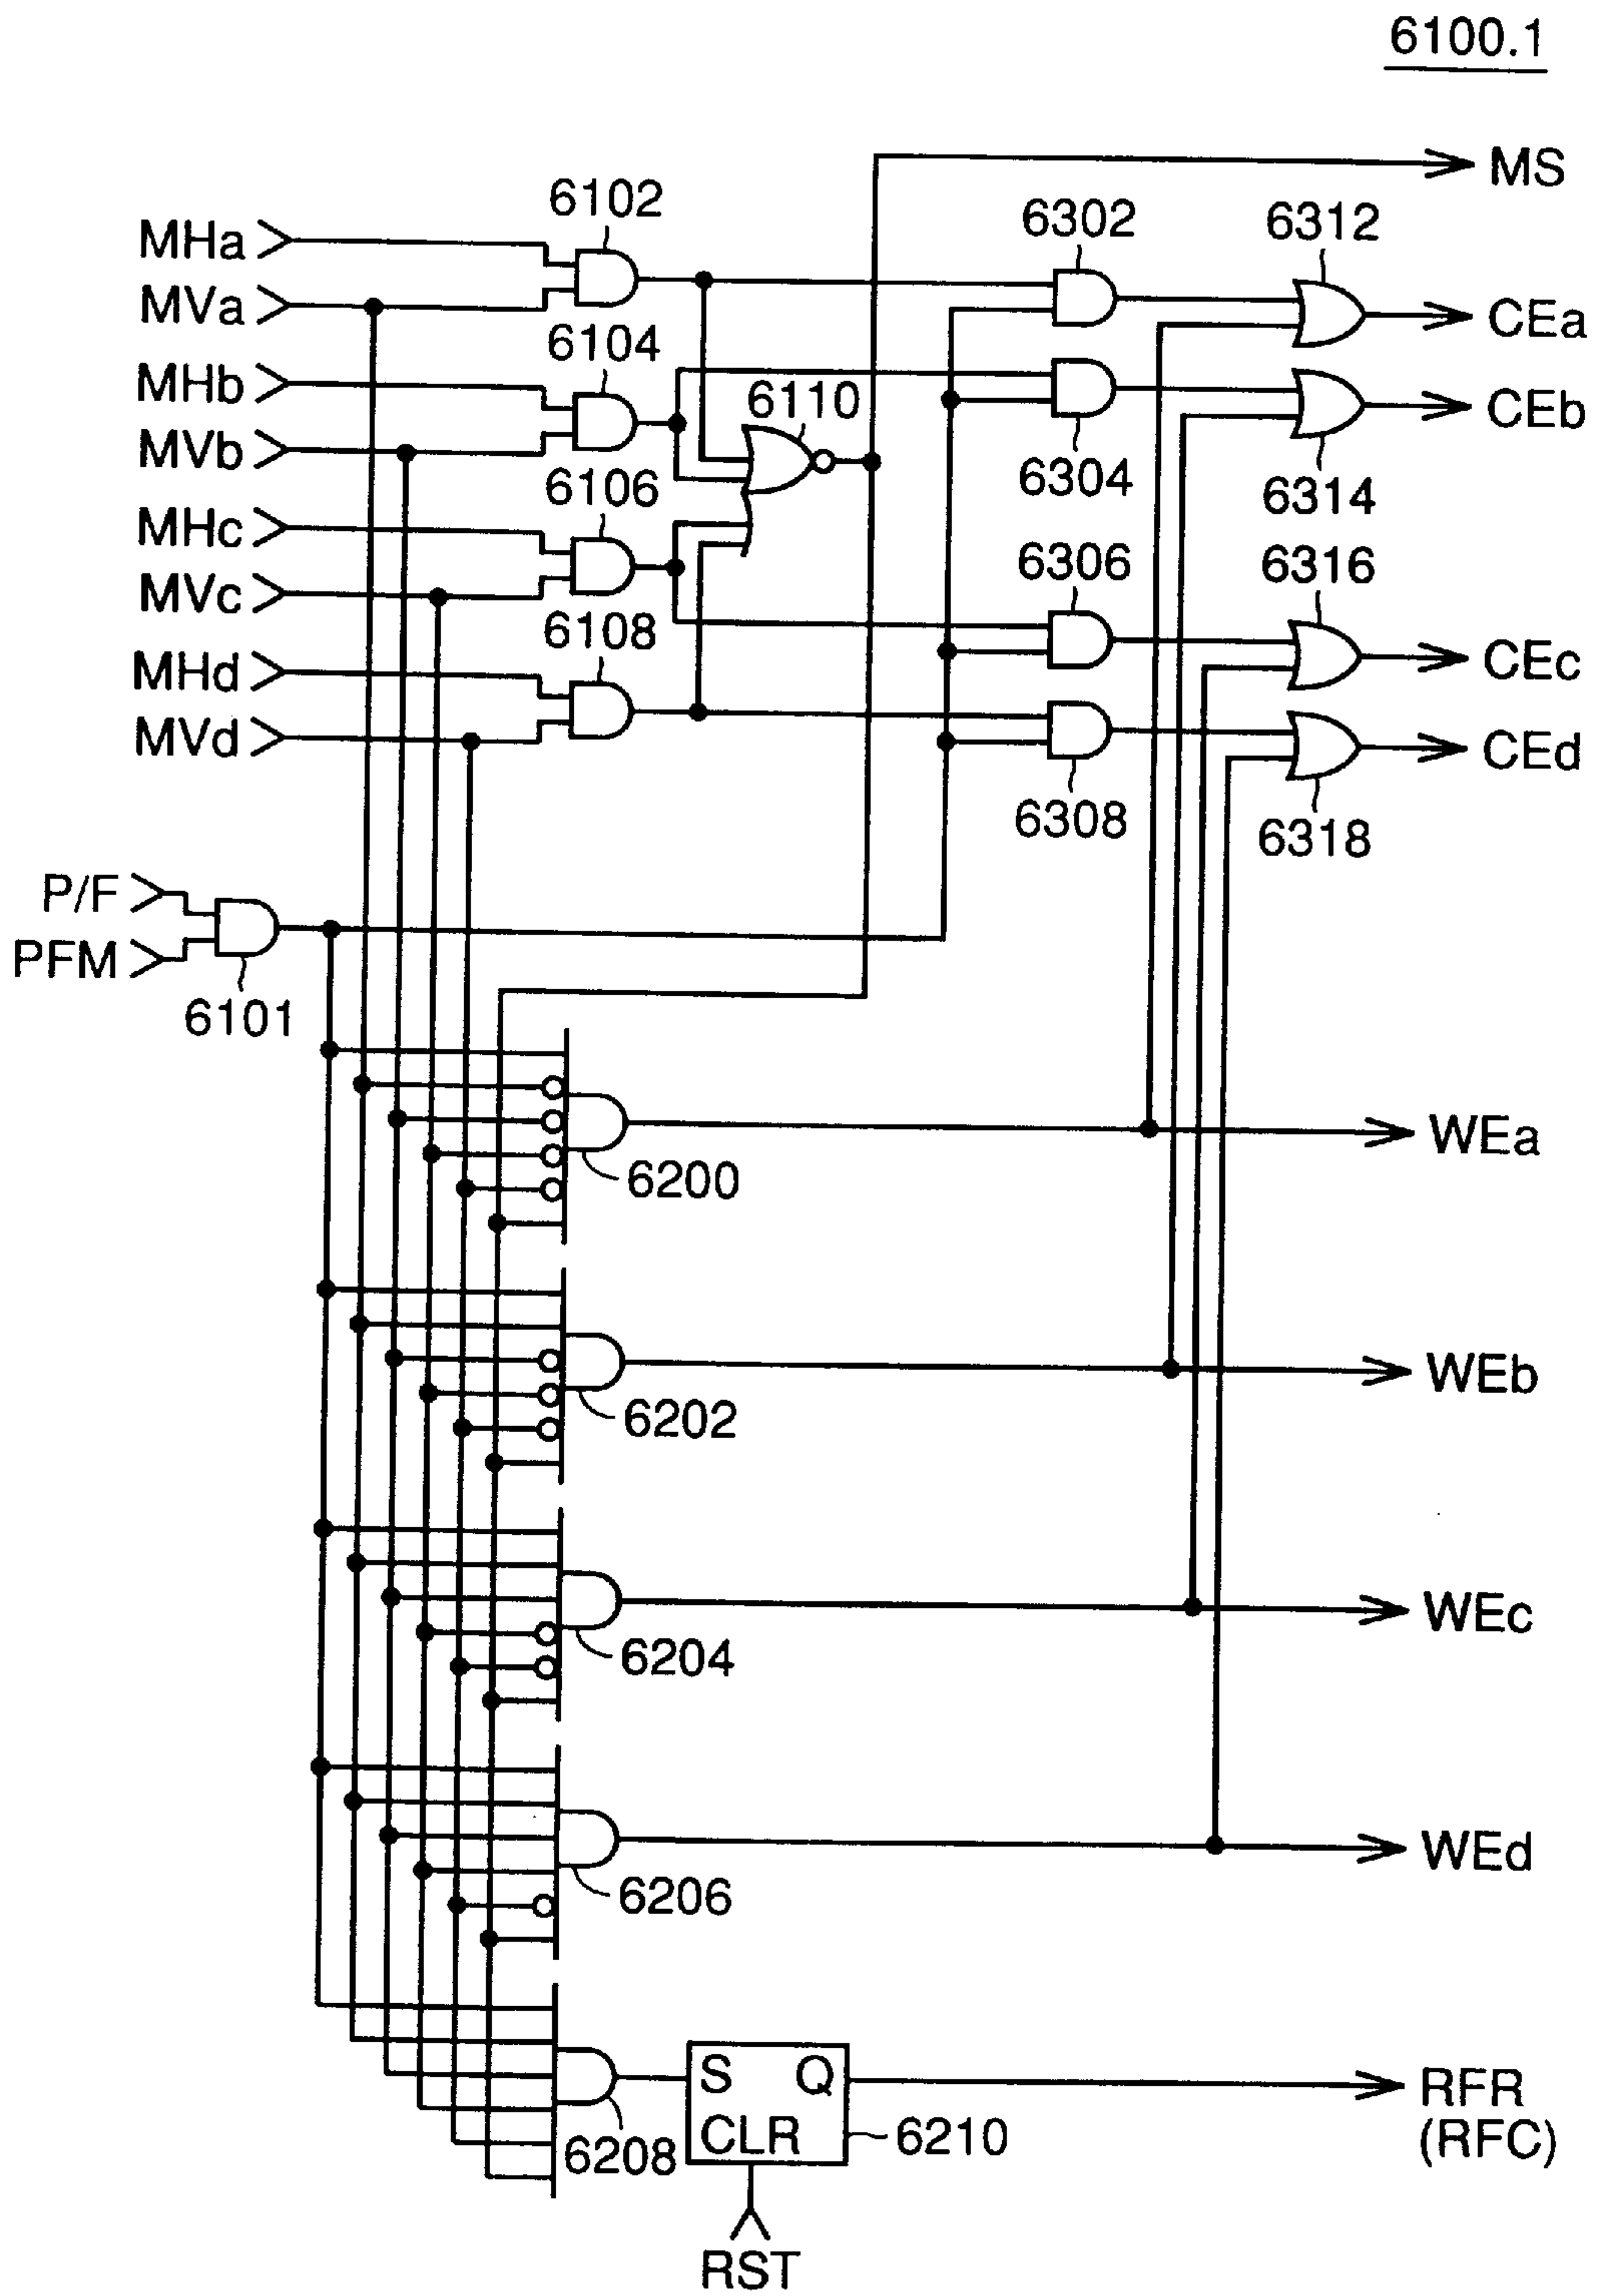 6100.1
MS
6102
6302
6312
MHa
MVa
CEa
6104
MHb
6110
CEb
MVb
6304
6314
6106
MHc
6306
6316
MVc
6108
MHd
CEc
MVd
CEd
6308
6318
P/F
PFM
6101
WEa
6200
WEb
6202
WEc
6204
WEd
6206
S Q
RFR
CLR
6210
(RFC)
6208
RST